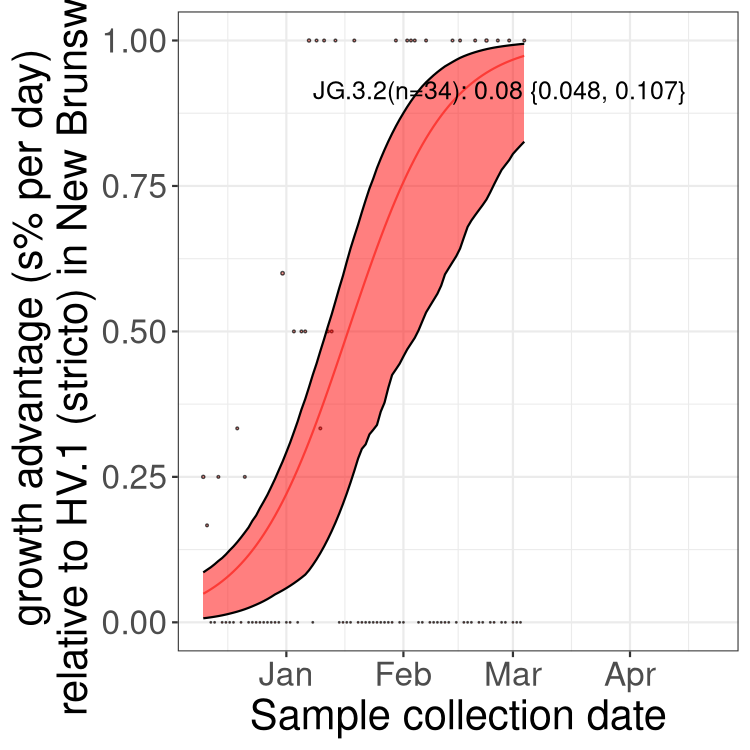 growth advantage (s% per day)
relative to HV.1 (stricto) in New Brunsw
1.00
0.75
0.50
0.25
0.00
JG.3.2(n=34): 0.08 {0.048, 0.107}
Jan Feb Mar Apr
Sample collection date